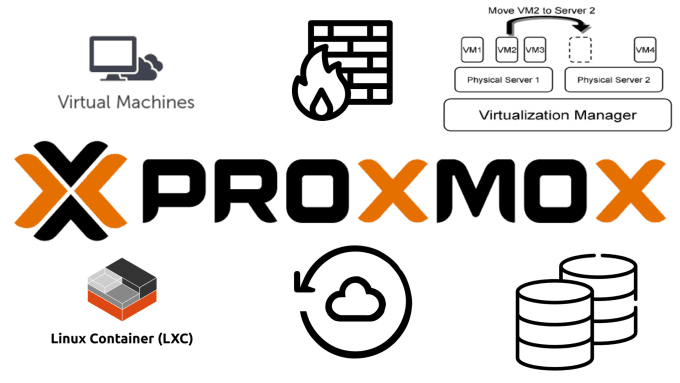 Move VM2 to Server 2
VM1 VM2 VM3 VM4
Physical Server 1 Physical Server 2
Virtual Machines
Virtualization Manager
PROXMOX
Linux Container (LXC)